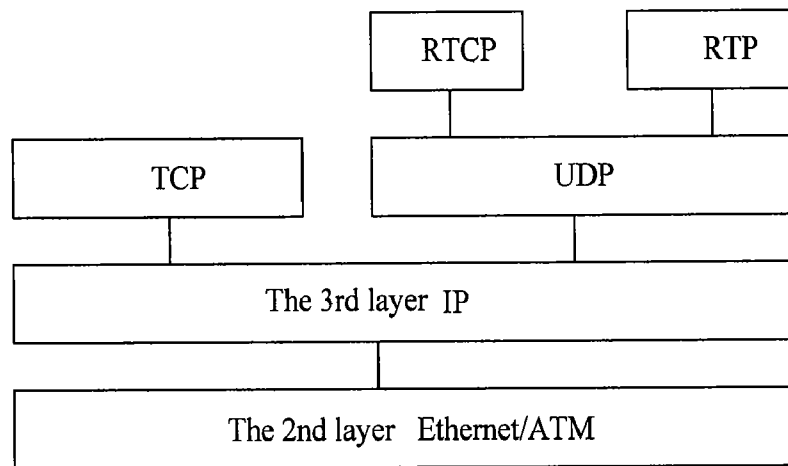 RTCP
RTP
TCP
UDP
The 3rd layer IP
The 2nd layer Ethernet/ATM